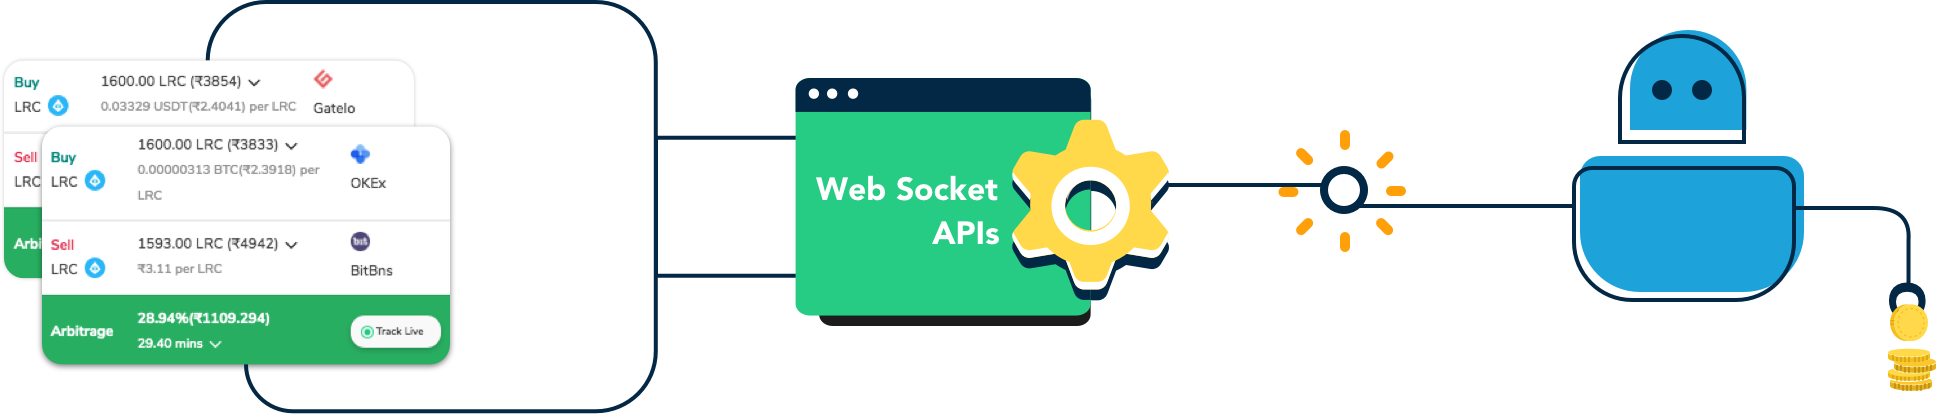 Buy
1600.00 LRC (₹3854)
LRC
0.03329 USDT(₹2.4041) per LRC
Gatelo
Sell
LRC
Arbi
Buy
1600.00 LRC (₹3833)
LRC
0.00000313 BTC(₹2.3918) per
LRC
OKEx
Sell
1593.00 LRC (₹4942)
LRC
₹3.11 per LRC
bit
BitBns
Arbitrage
28.94%(₹1109.294)
29.40 mins
Track Live
Web Socket
APIs